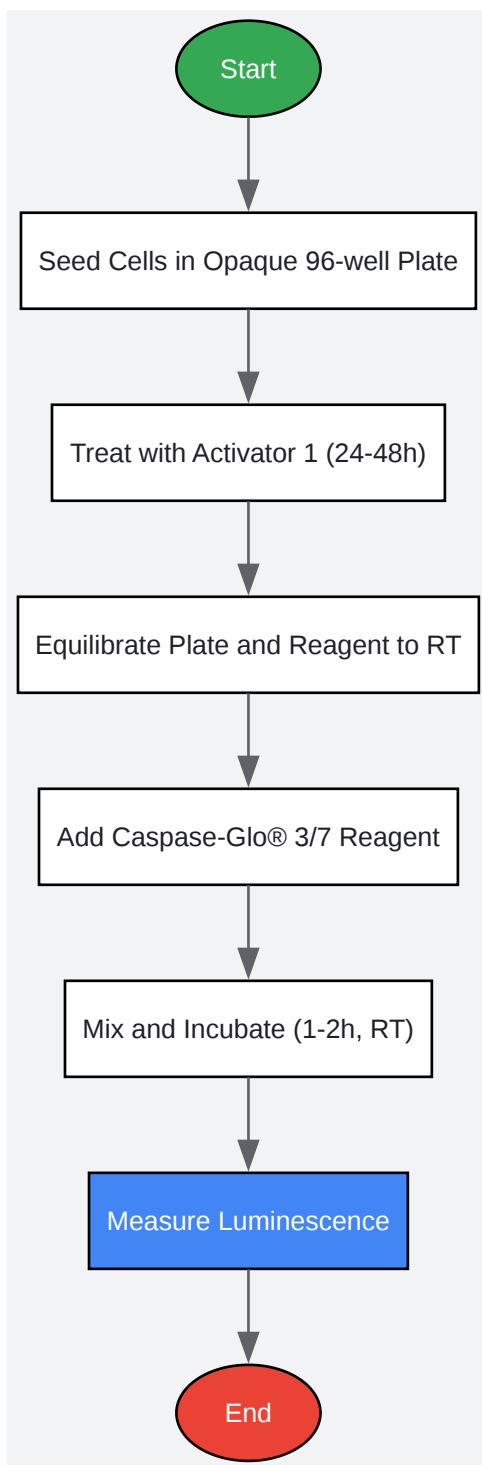 Start
Seed Cells in Opaque 96-well Plate
Treat with Activator 1 (24-48h)
Equilibrate Plate and Reagent to RT
Add Caspase-Glo® 3/7 Reagent
Mix and Incubate (1-2h, RT)
Measure Luminescence
End